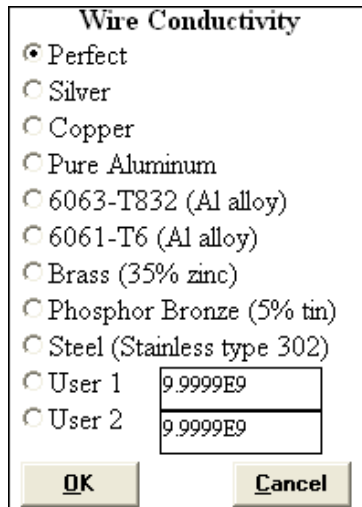 Wire Conductivity
Perfect
Silver
Copper
Pure Aluminum
6063-T832 (Al alloy)
6061-T6 (Al alloy)
Brass (35% zinc)
Phosphor Bronze (5% tin)
Steel (Stainless type 302)
User 1 9.9999E9
User 2 9.9999E9
OK Cancel